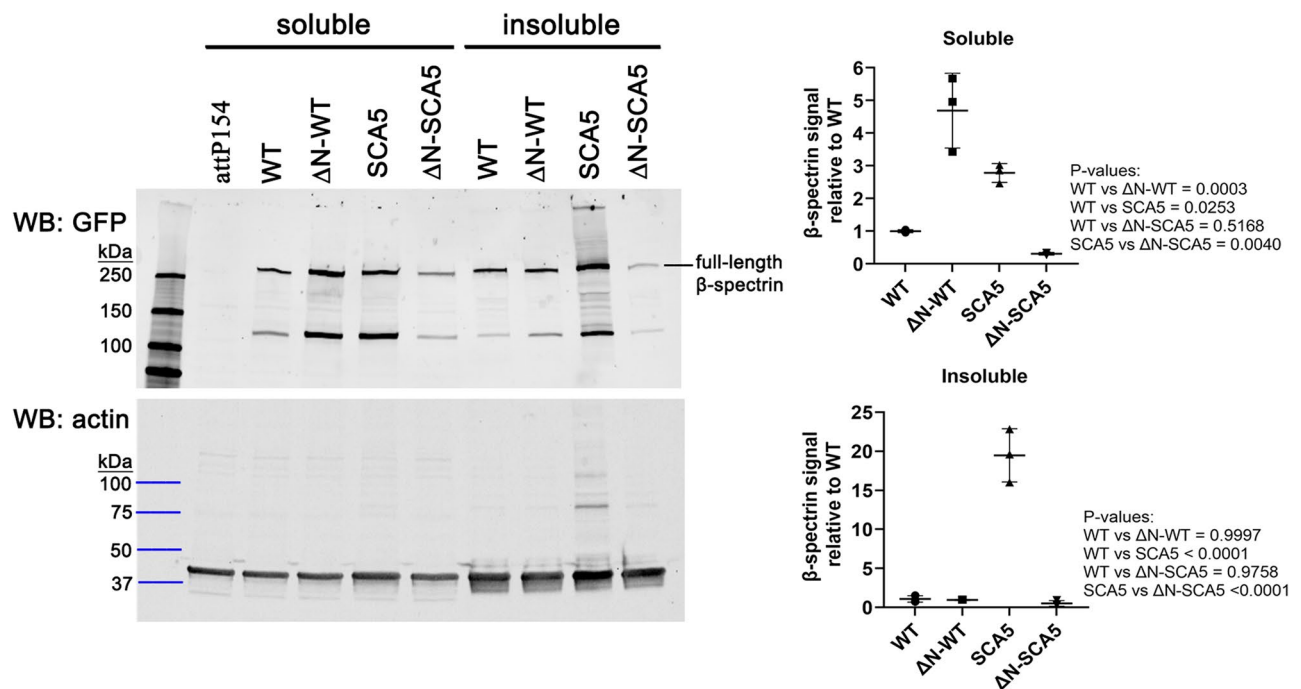 soluble
insoluble
attP154
WT
ΔN-WT
SCA5
ΔN-SCA5
WT
ΔN-WT
SCA5
ΔN-SCA5
WB: GFP
kDa
250
150
100
full-length
β-spectrin
WB: actin
kDa
100
75
50
37
Soluble
β-spectrin signal
relative to WT
6
5
4
3
2
1
0
WT
ΔN-WT
SCA5
ΔN-SCA5
P-values:
WT vs ΔN-WT = 0.0003
WT vs SCA5 = 0.0253
WT vs ΔN-SCA5 = 0.5168
SCA5 vs ΔN-SCA5 = 0.0040
Insoluble
β-spectrin signal
relative to WT
25
20
15
10
5
0
WT
ΔN-WT
SCA5
ΔN-SCA5
P-values:
WT vs ΔN-WT = 0.9997
WT vs SCA5 < 0.0001
WT vs ΔN-SCA5 = 0.9758
SCA5 vs ΔN-SCA5 <0.0001